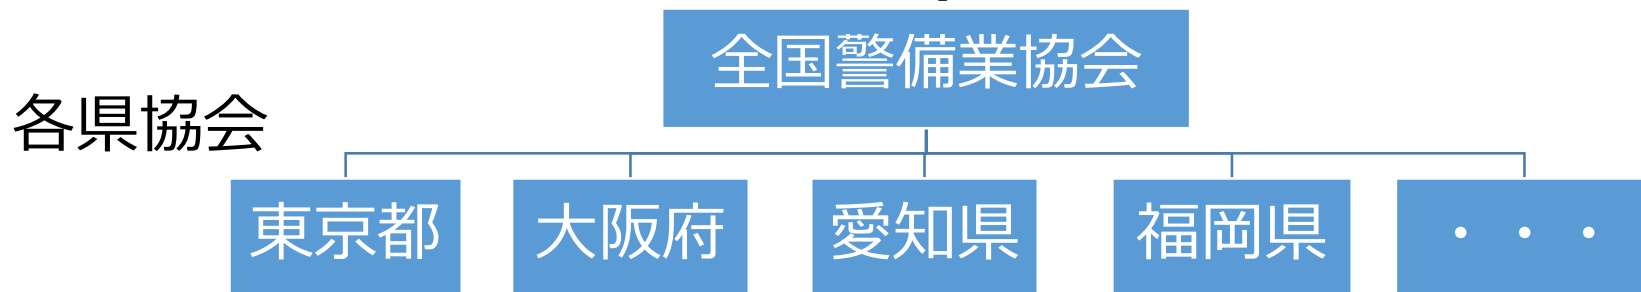 全国警備業協会
各県協会
東京都
大阪府
愛知県
福岡県
・・・